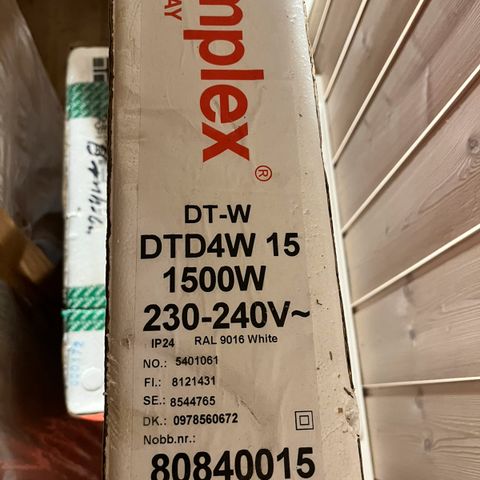 mplex
AY
®
DT-W
DTD4W 15
1500W
230-240V~
IP24 RAL 9016 White
NO.: 5401061
FI.: 8121431
SE.: 8544765
DK.: 0978560672
Nobb.nr.:
80840015